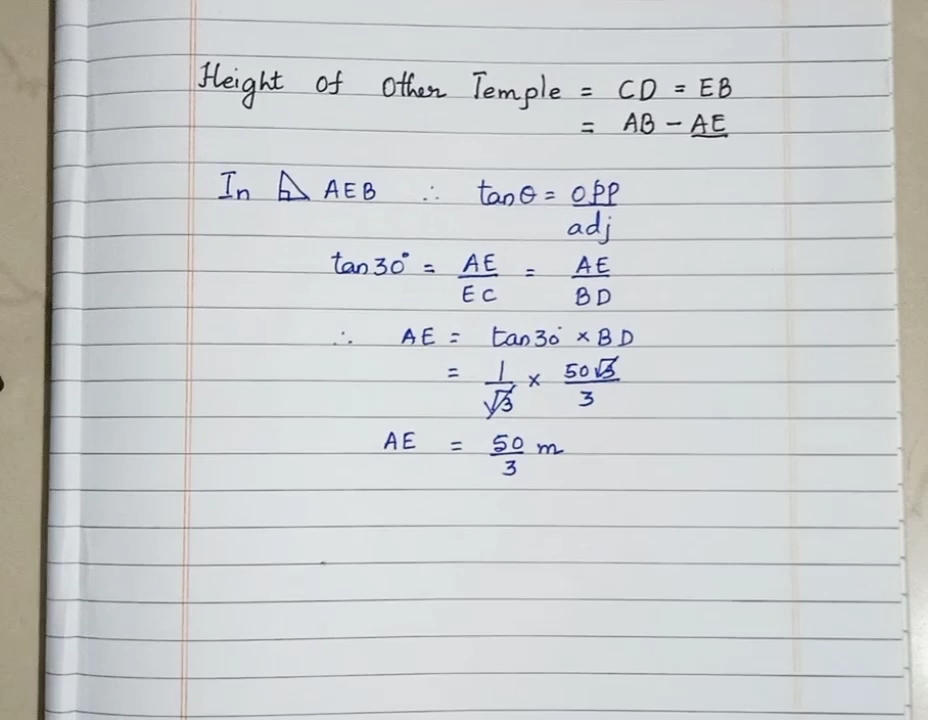 Height of Other Temple = CD = EB
= AB - AE
In ◺ AEB ∴ tanθ = opp/adj
tan30° = AE/EC = AE/BD
∴ AE = tan30° × BD
= 1/√3 × 50√3/3
AE = 50/3 m